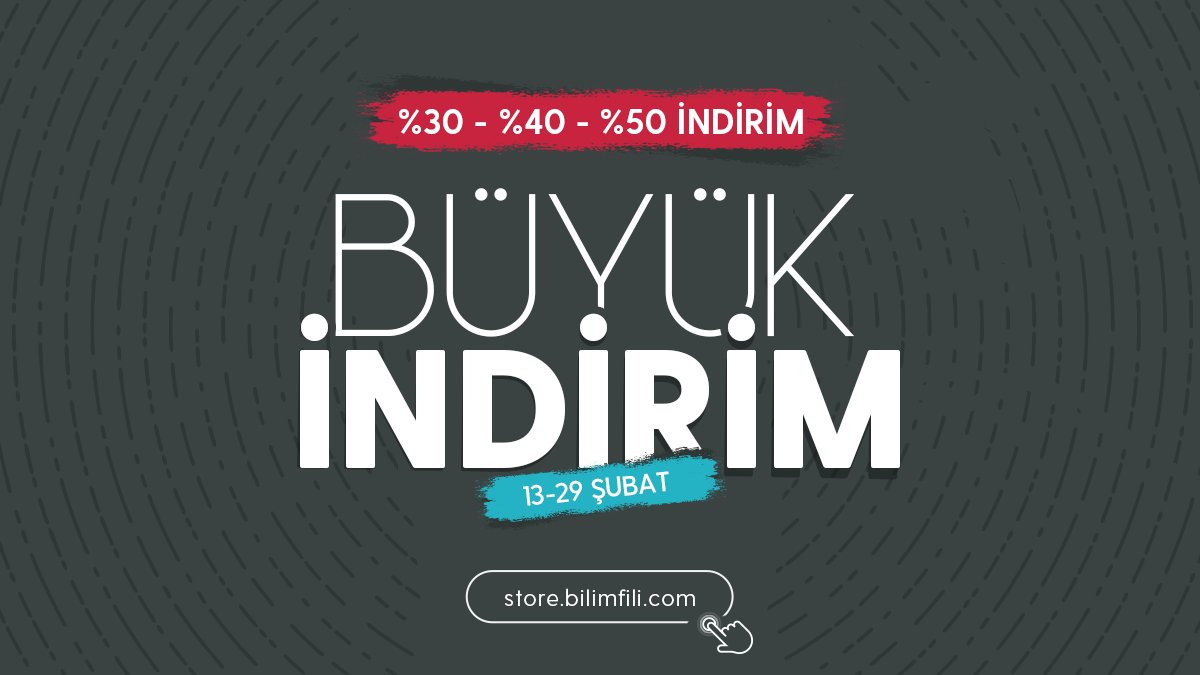 %30 - %40 - %50 İNDİRİM
BÜYÜK
İNDİRİM
13-29 ŞUBAT
store.bilimfili.com